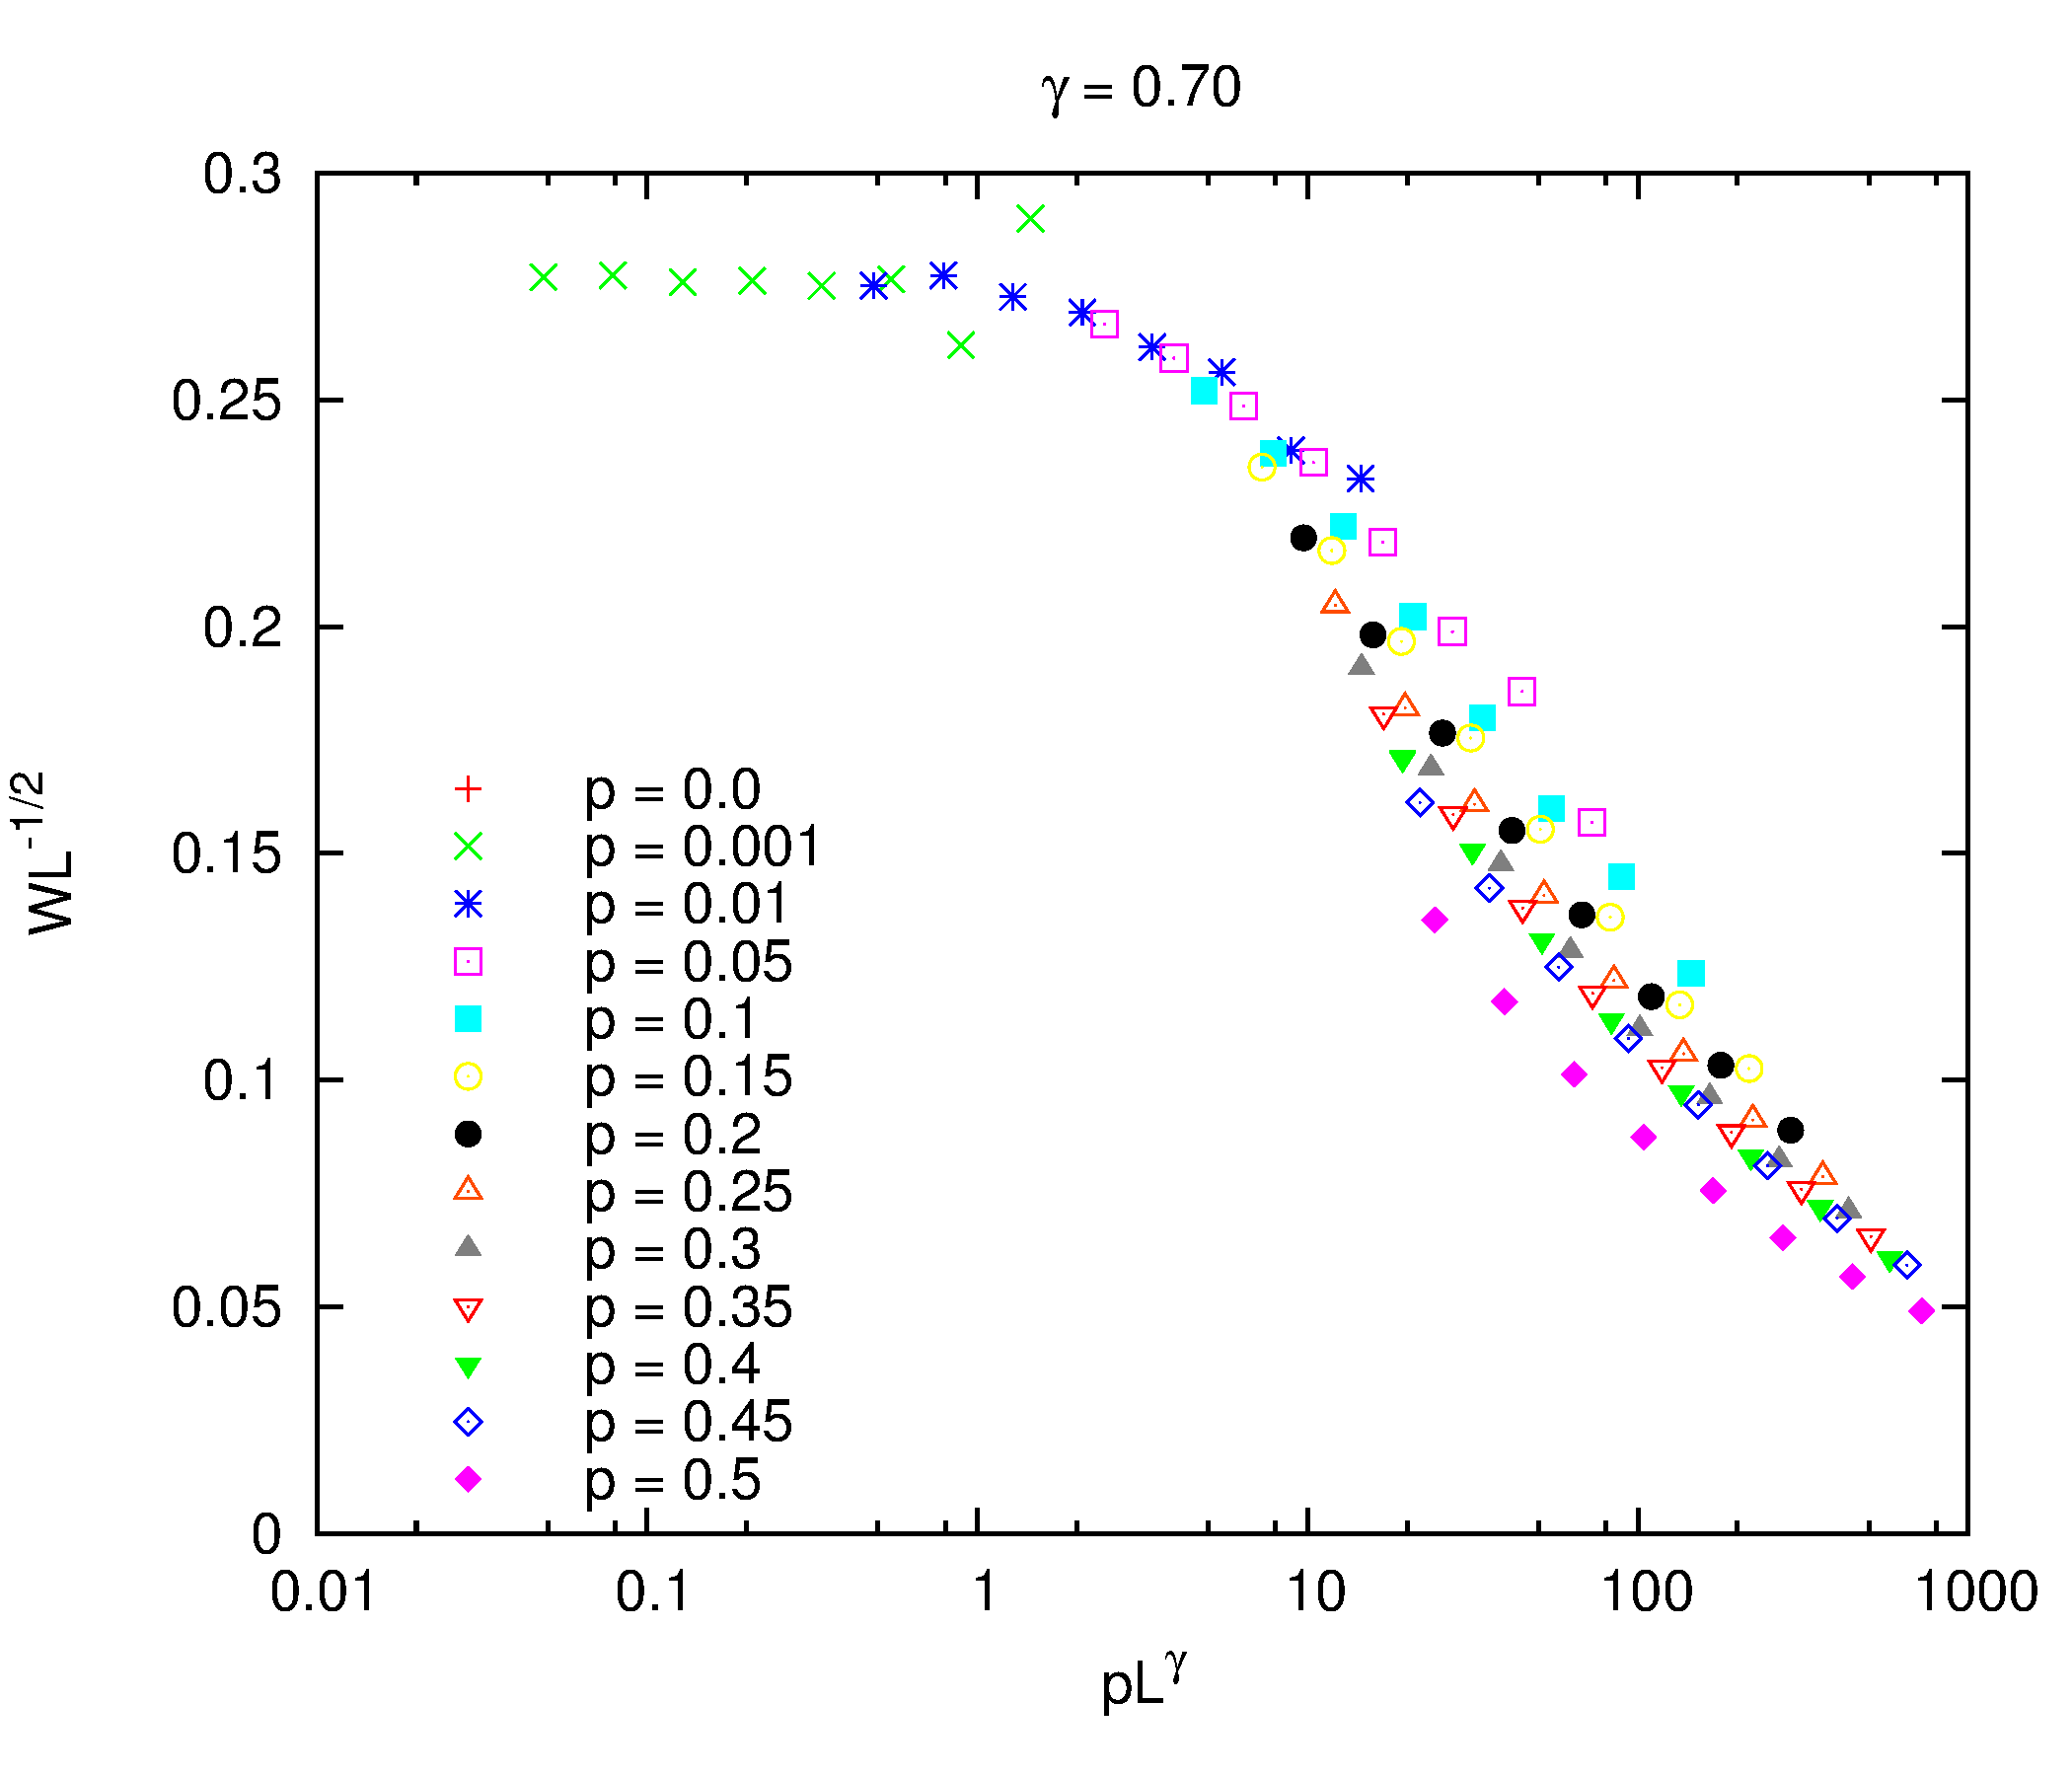 γ = 0.70
0.3
0.25
0.2
0.15
0.1
0.05
0
WL^-1/2
p = 0.0
p = 0.001
p = 0.01
p = 0.05
p = 0.1
p = 0.15
p = 0.2
p = 0.25
p = 0.3
p = 0.35
p = 0.4
p = 0.45
p = 0.5
0.01 0.1 1 10 100 1000
pL^γ